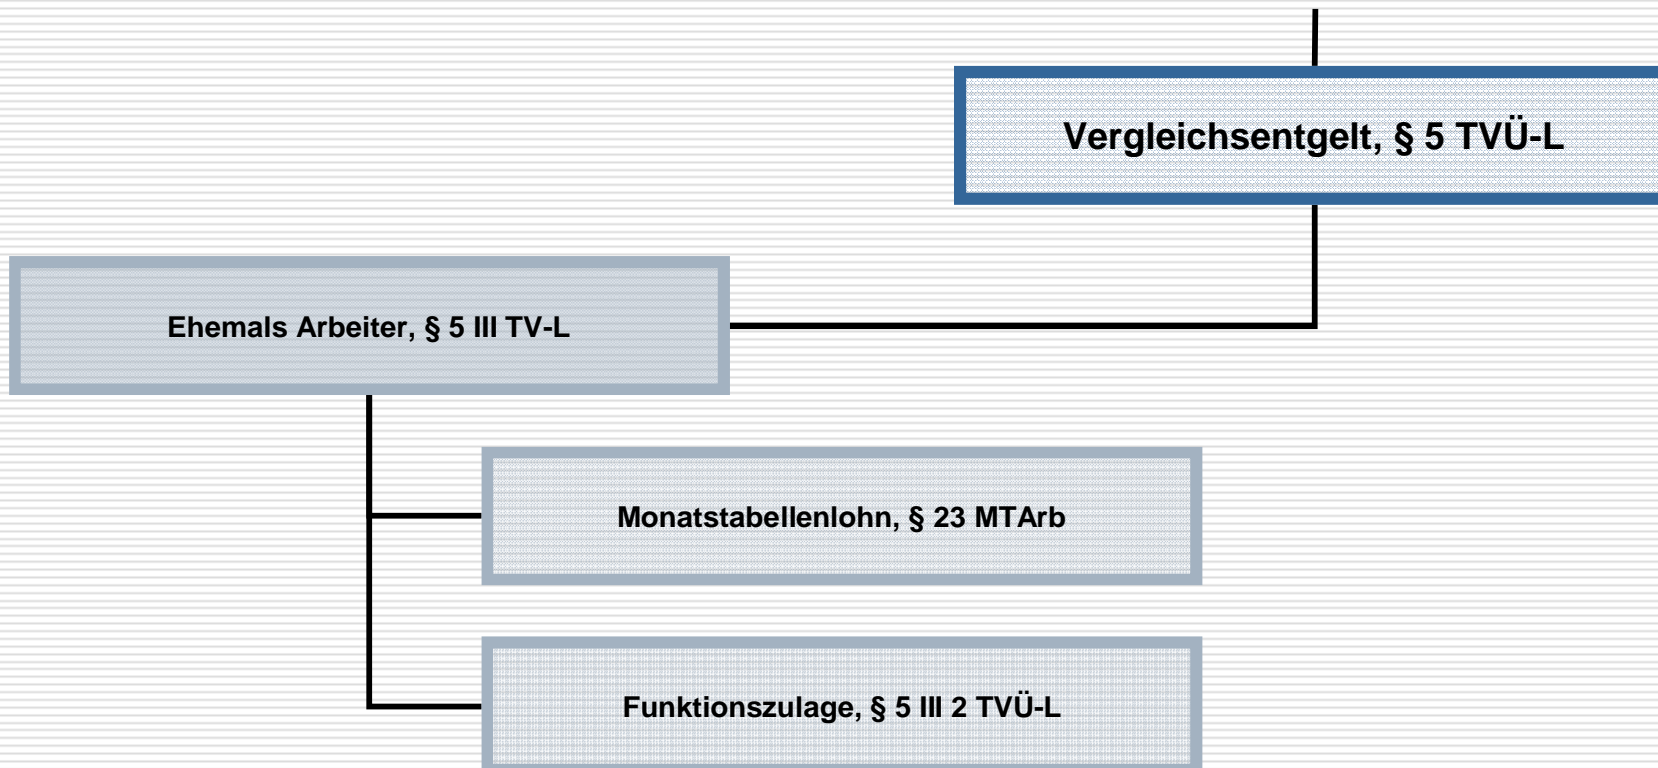 Vergleichsentgelt, § 5 TVÜ-L
Ehemals Arbeiter, § 5 III TV-L
Monatstabellenlohn, § 23 MTArb
Funktionszulage, § 5 III 2 TVÜ-L